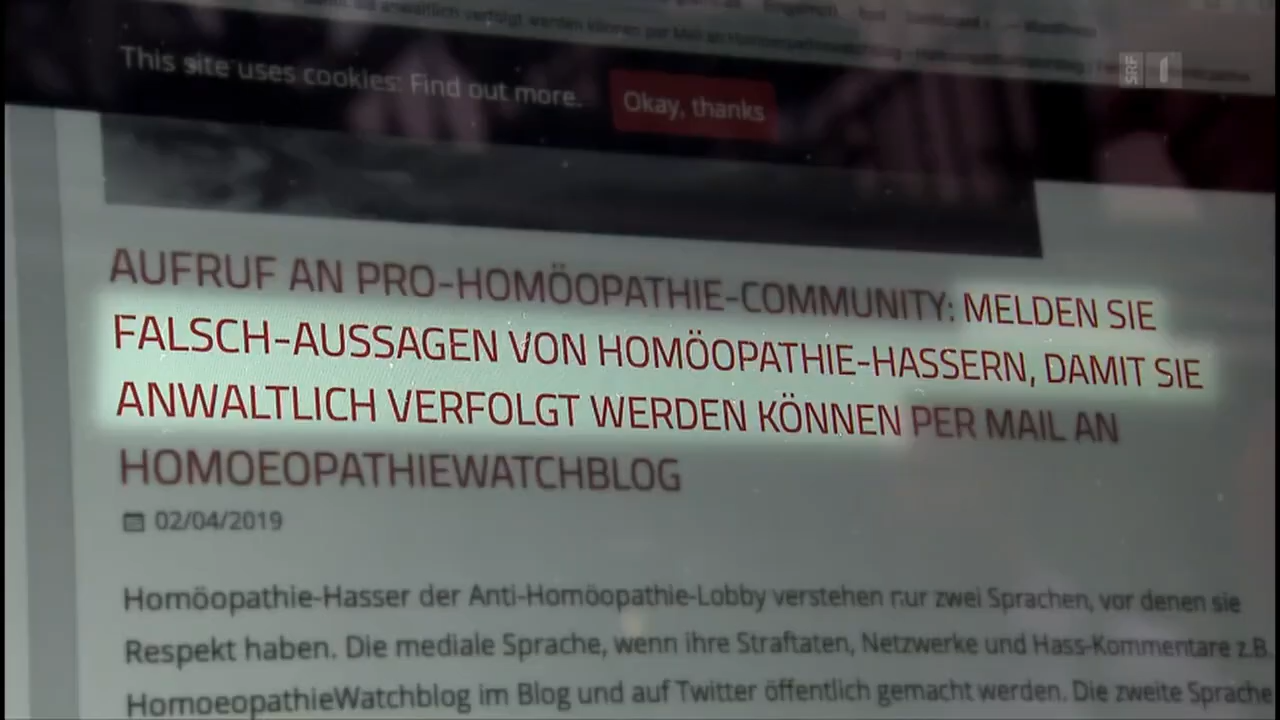 This site uses cookies: Find out more.
Okay, thanks
SRF 1
AUFRUF AN PRO-HOMÖOPATHIE-COMMUNITY: MELDEN SIE
FALSCH-AUSSAGEN VON HOMÖOPATHIE-HASSERN, DAMIT SIE
ANWALTLICH VERFOLGT WERDEN KÖNNEN PER MAIL AN
HOMOEOPATHIEWATCHBLOG
02/04/2019
Homöopathie-Hasser der Anti-Homöopathie-Lobby verstehen nur zwei Sprachen, vor denen sie
Respekt haben. Die mediale Sprache, wenn ihre Straftaten, Netzwerke und Hass-Kommentare z.B.
HomoeopathieWatchblog im Blog und auf Twitter öffentlich gemacht werden. Die zweite Sprache